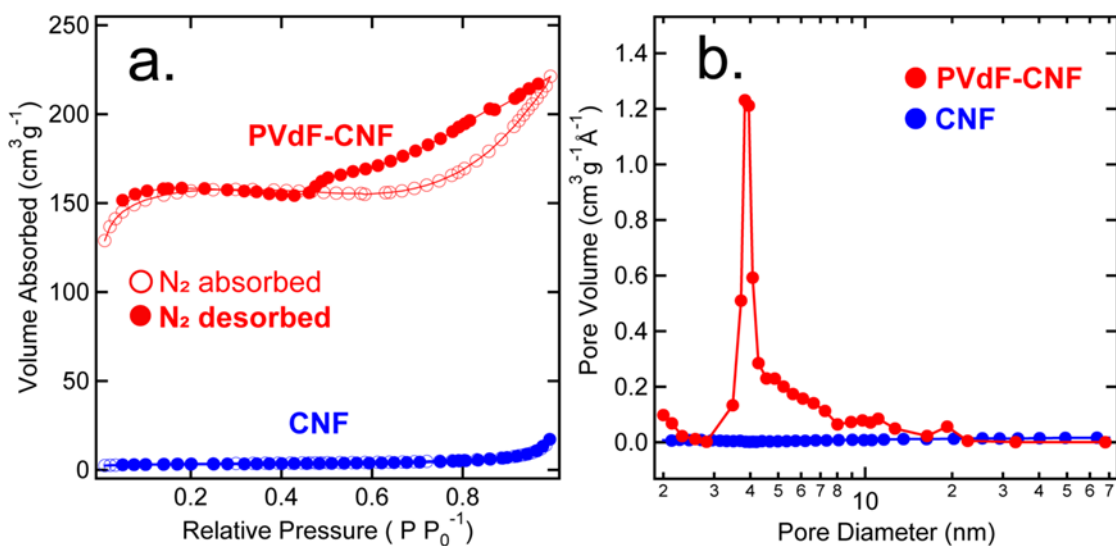 a.
250
200
150
100
50
0
Volume Absorbed (cm³g⁻¹)
PVdF-CNF
N₂ absorbed
N₂ desorbed
CNF
0.2 0.4 0.6 0.8
Relative Pressure ( P P₀⁻¹)
b.
1.4
1.2
1.0
0.8
0.6
0.4
0.2
0.0
Pore Volume (cm³g⁻¹Å⁻¹)
PVdF-CNF
CNF
2 3 4 5 6 7 8 10 2 3 4 5 6 7
Pore Diameter (nm)